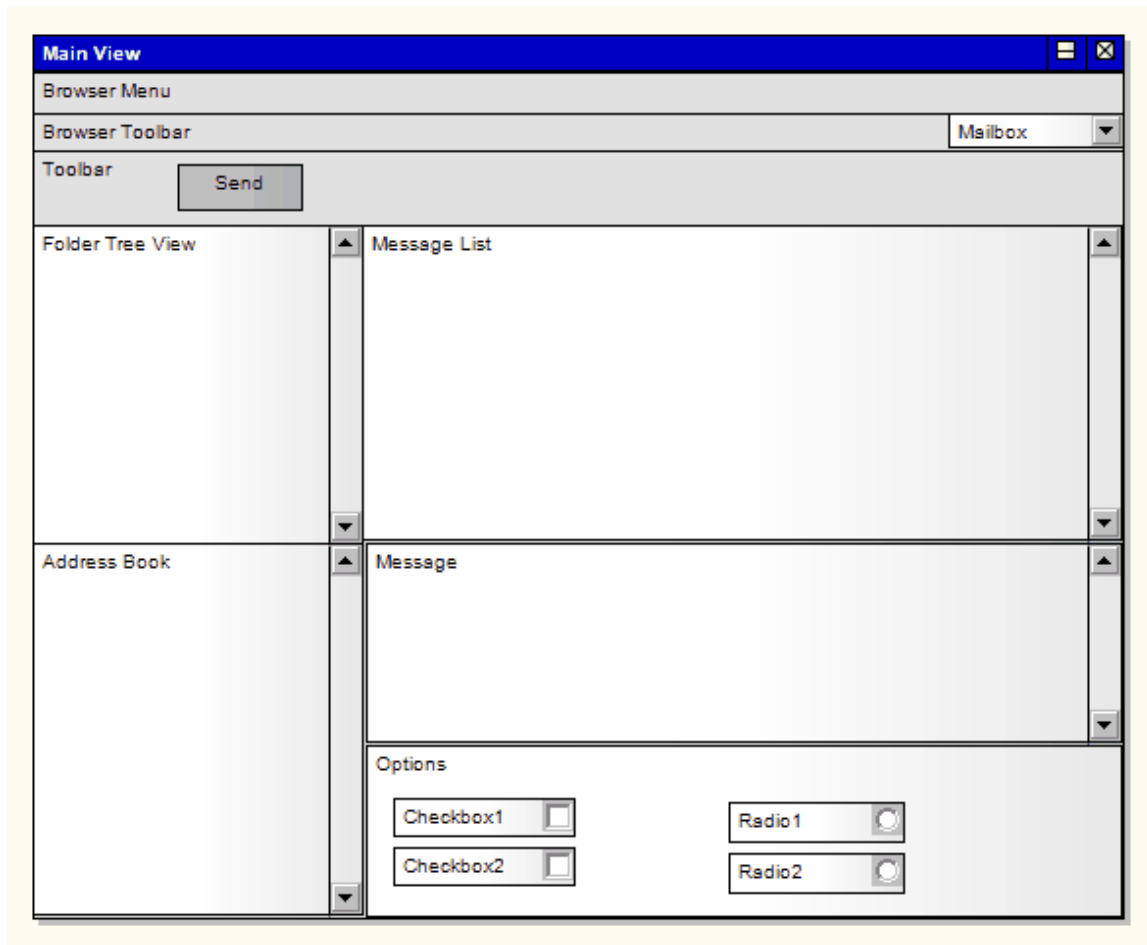 Main View
Browser Menu
Browser Toolbar
Mailbox
Toolbar
Send
Folder Tree View
Message List
Address Book
Message
Options
Checkbox1
Radio1
Checkbox2
Radio2